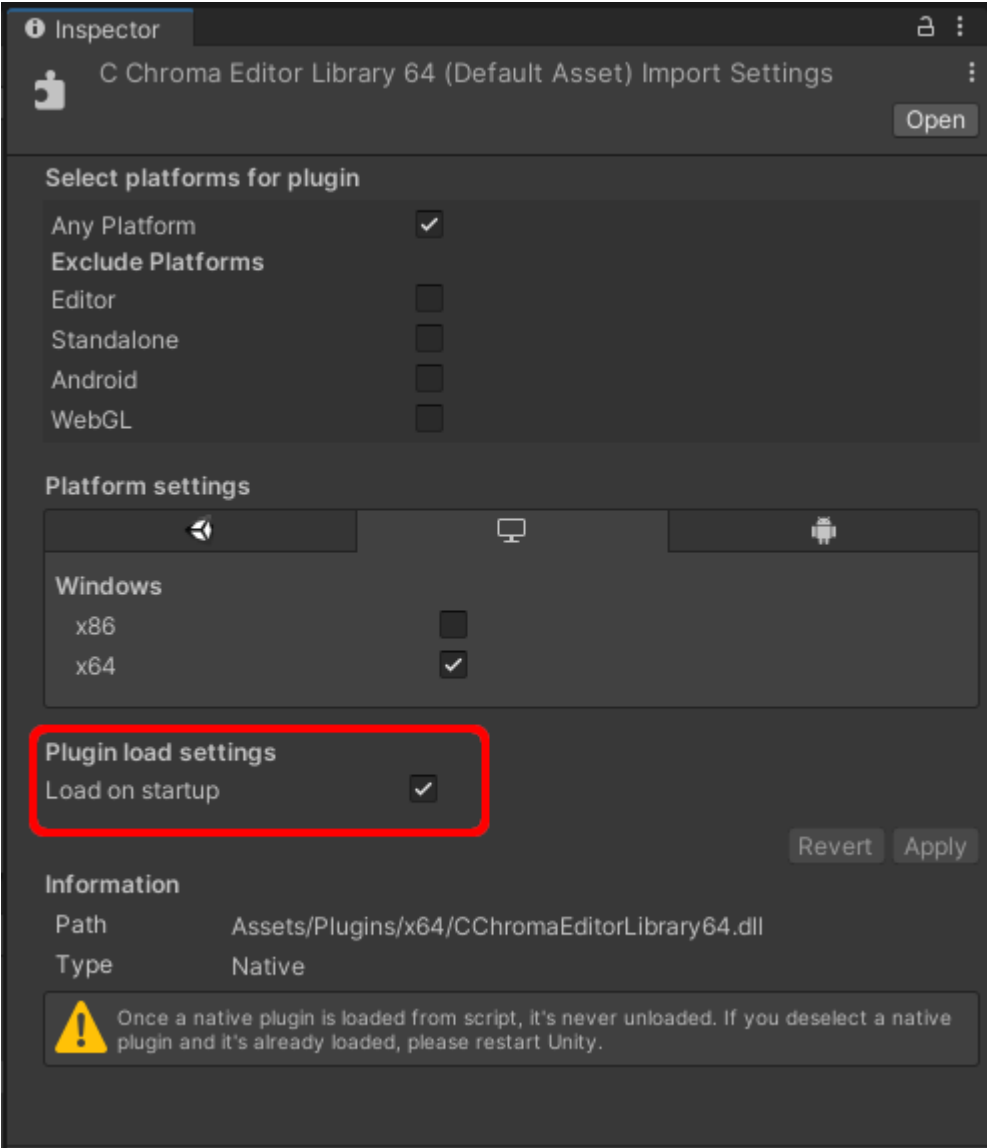 Inspector
C Chroma Editor Library 64 (Default Asset) Import Settings
Open
Select platforms for plugin
Any Platform
Exclude Platforms
Editor
Standalone
Android
WebGL
Platform settings
Windows
x86
x64
Plugin load settings
Load on startup
Revert Apply
Information
Path Assets/Plugins/x64/CChromaEditorLibrary64.dll
Type Native
Once a native plugin is loaded from script, it's never unloaded. If you deselect a native
plugin and it's already loaded, please restart Unity.